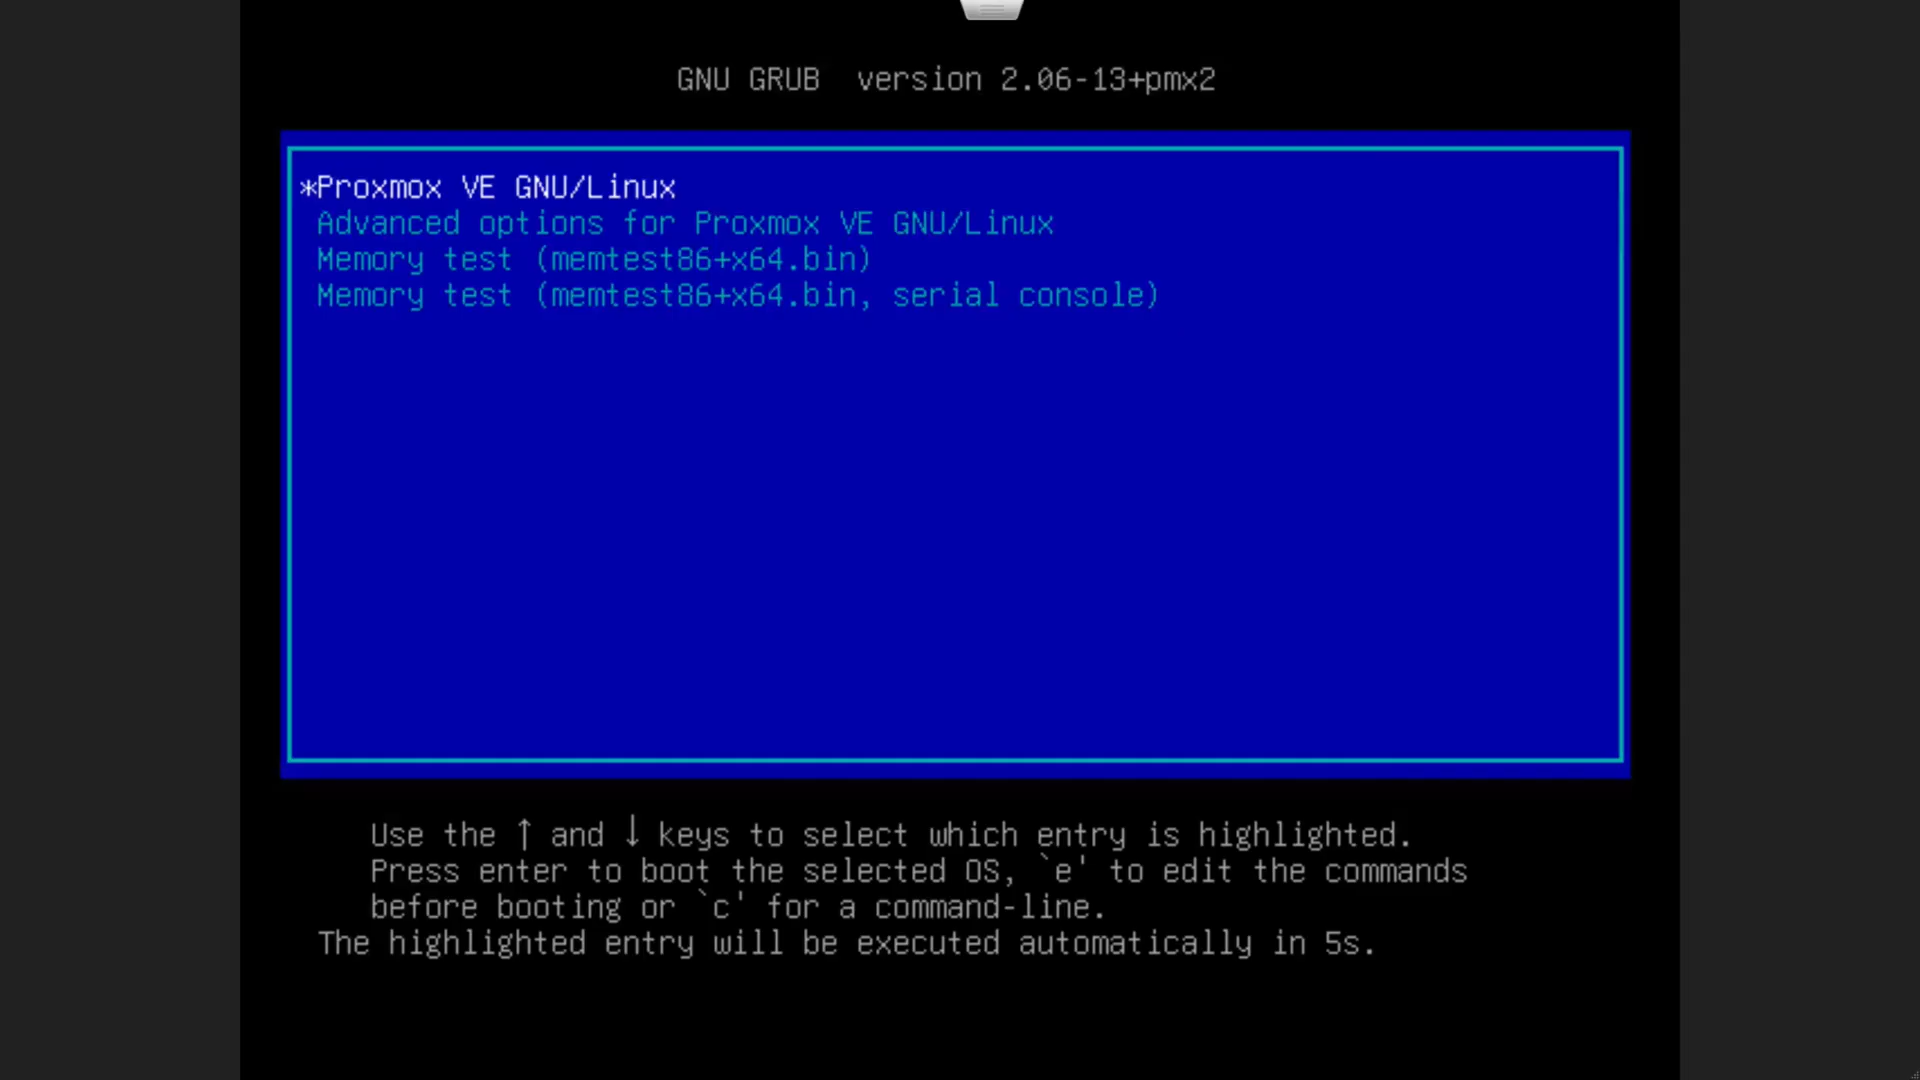 GNU GRUB  version 2.06-13+pmx2
*Proxmox VE GNU/Linux
Advanced options for Proxmox VE GNU/Linux
Memory test (memtest86+x64.bin)
Memory test (memtest86+x64.bin, serial console)
Use the ↑ and ↓ keys to select which entry is highlighted.
Press enter to boot the selected OS, `e' to edit the commands
before booting or `c' for a command-line.
The highlighted entry will be executed automatically in 5s.